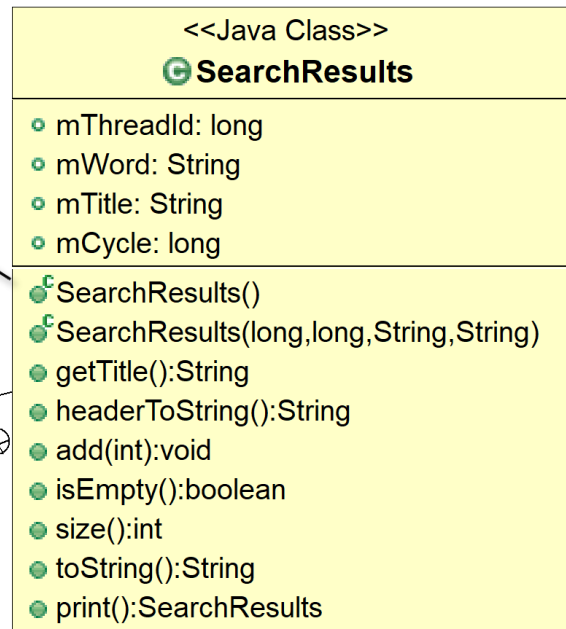 <<Java Class>>
C SearchResults
mThreadId: long
mWord: String
mTitle: String
mCycle: long
C SearchResults()
C SearchResults(long,long,String,String)
getTitle():String
headerToString():String
add(int):void
isEmpty():boolean
size():int
toString():String
print():SearchResults